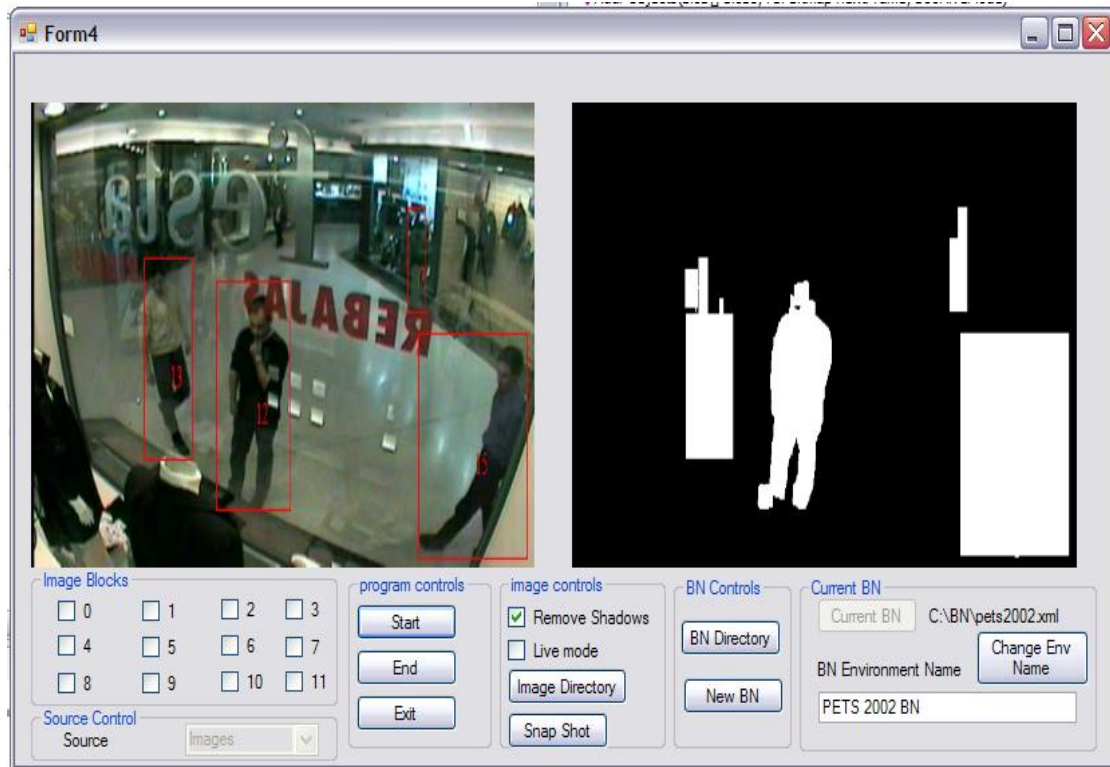 Form4
Fiesta
REBAJAS
13
12
15
Image Blocks
0 1 2 3
4 5 6 7
8 9 10 11
Source Control
Source Images
program controls
Start
End
Exit
image controls
Remove Shadows
Live mode
Image Directory
Snap Shot
BN Controls
BN Directory
New BN
Current BN
Current BN C:\BN\pets2002.xml
BN Environment Name Change Env Name
PETS 2002 BN